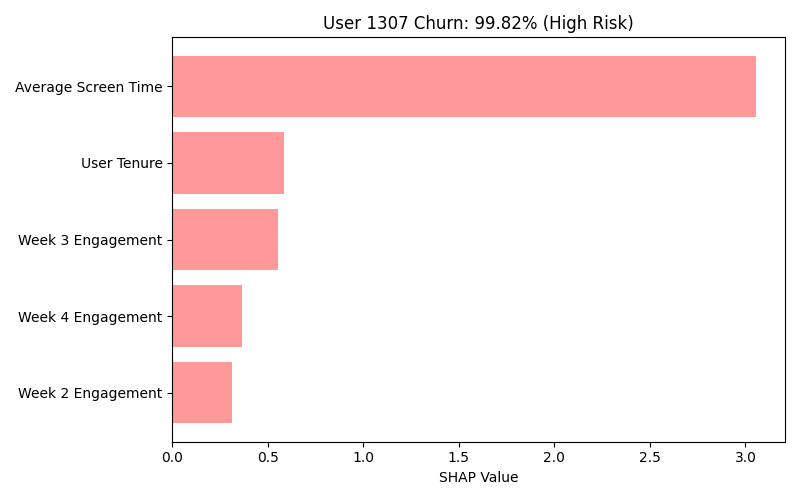 User 1307 Churn: 99.82% (High Risk)
Average Screen Time
User Tenure
Week 3 Engagement
Week 4 Engagement
Week 2 Engagement
0.0 0.5 1.0 1.5 2.0 2.5 3.0
SHAP Value